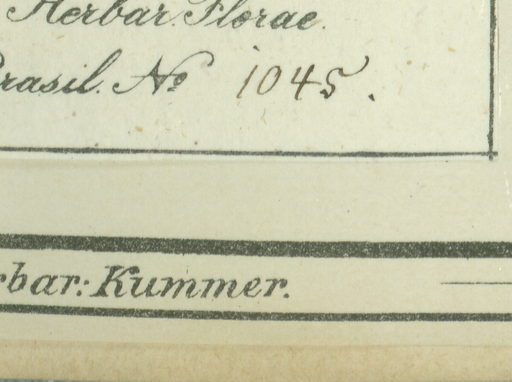 Herbar. Florae.
rasil. No 1045.
rbar: Kummer.